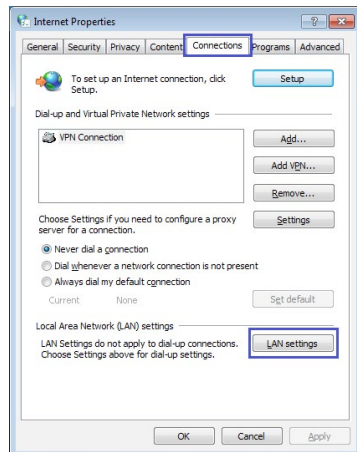 Internet Properties
General Security Privacy Content Connections Programs Advanced
To set up an Internet connection, click
Setup.
Setup
Dial-up and Virtual Private Network settings
VPN Connection
Add...
Add VPN...
Remove...
Choose Settings if you need to configure a proxy
server for a connection.
Settings
Never dial a connection
Dial whenever a network connection is not present
Always dial my default connection
Current None
Set default
Local Area Network (LAN) settings
LAN Settings do not apply to dial-up connections.
Choose Settings above for dial-up settings.
LAN settings
OK Cancel Apply